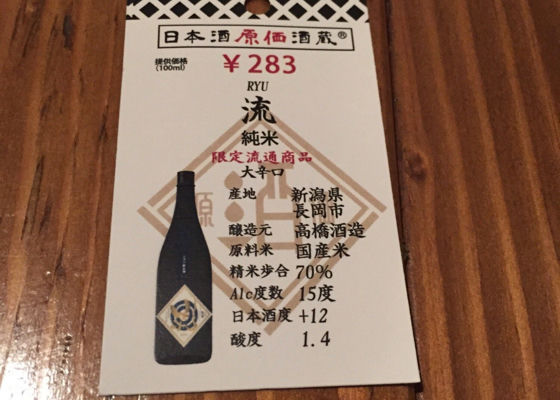 日本酒原価酒蔵®
提供価格
(100ml)
￥283
RYU
流
純米
限定流通商品
大辛口
産地 新潟県
長岡市
醸造元 高橋酒造
原料米 国産米
精米歩合 70%
Alc度数 15度
日本酒度 +12
酸度 1.4
原酒